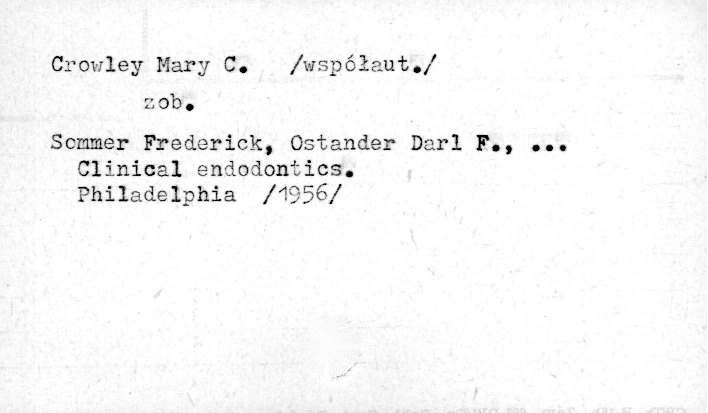 Crowley Mary C. /współaut./
zob.
Sommer Frederick, Ostander Darl F., ...
Clinical endodontics.
Philadelphia /1956/